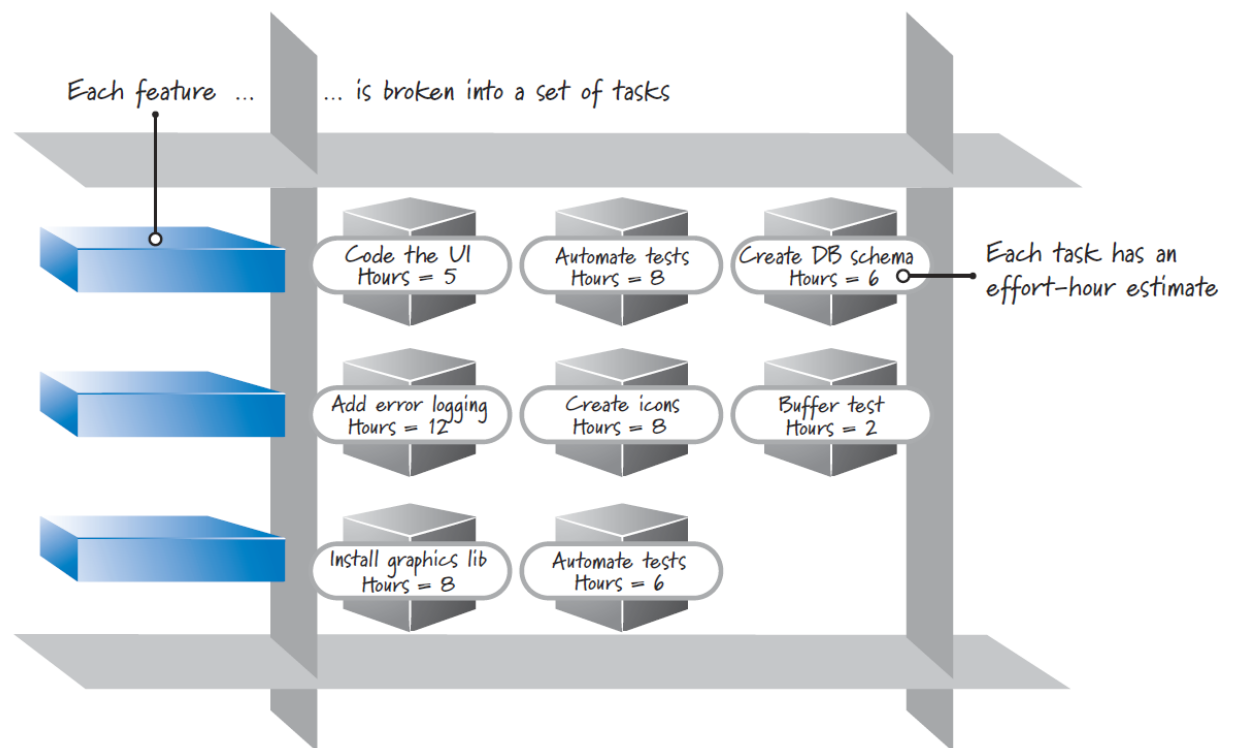 Each feature ...
... is broken into a set of tasks
Code the UI
Hours = 5
Automate tests
Hours = 8
Create DB schema
Hours = 6
Each task has an
effort-hour estimate
Add error logging
Hours = 12
Create icons
Hours = 8
Buffer test
Hours = 2
Install graphics lib
Hours = 8
Automate tests
Hours = 6